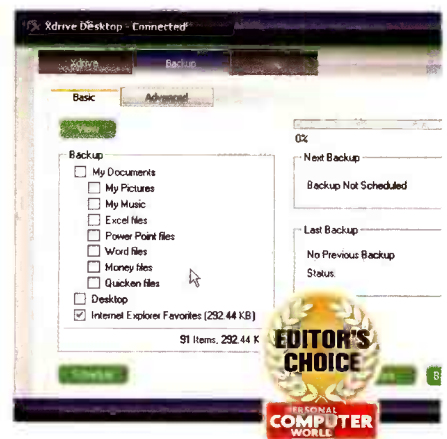 Xdrive Desktop - Connected
Xdrive
Backup
Basic
Advanced
View
0%
Backup
My Documents
My Pictures
My Music
Excel files
Power Point files
Word files
Money files
Quicken files
Desktop
Internet Explorer Favorites (292.44 KB)
91 Items, 292.44 K
Next Backup
Backup Not Scheduled
Last Backup
No Previous Backup
Status:
EDITOR'S
CHOICE
PERSONAL
COMPUTER
WORLD